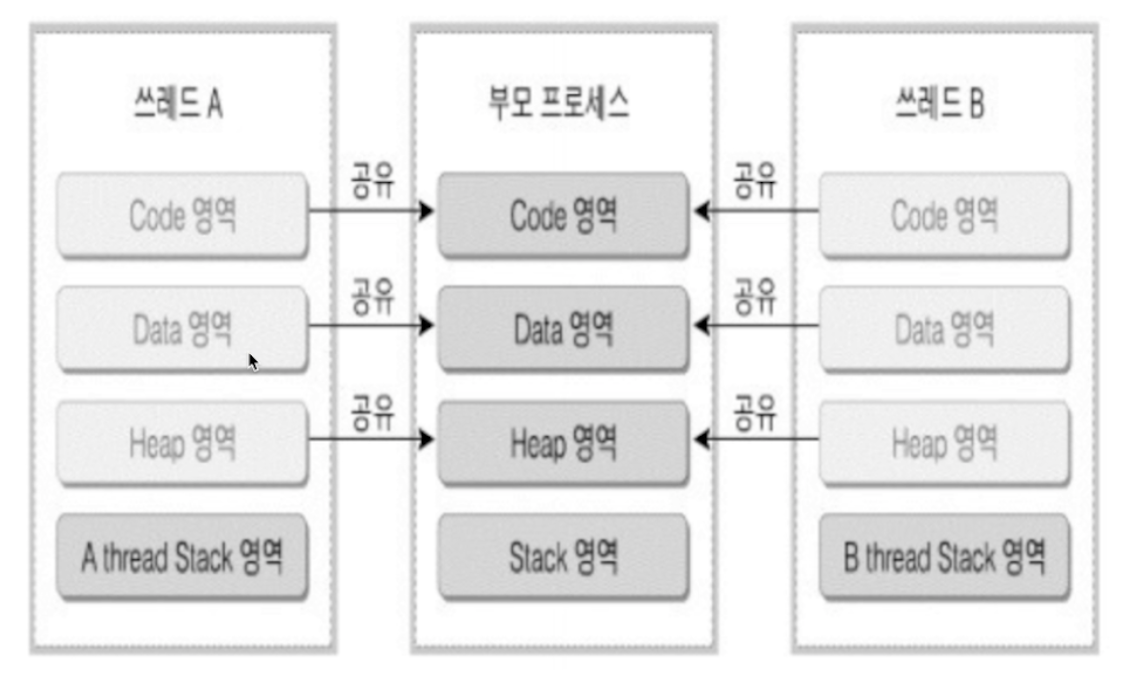 쓰레드 A
부모 프로세스
쓰레드 B
공유
공유
Code 영역
Code 영역
Code 영역
공유
공유
Data 영역
Data 영역
Data 영역
공유
공유
Heap 영역
Heap 영역
Heap 영역
A thread Stack 영역
Stack 영역
B thread Stack 영역